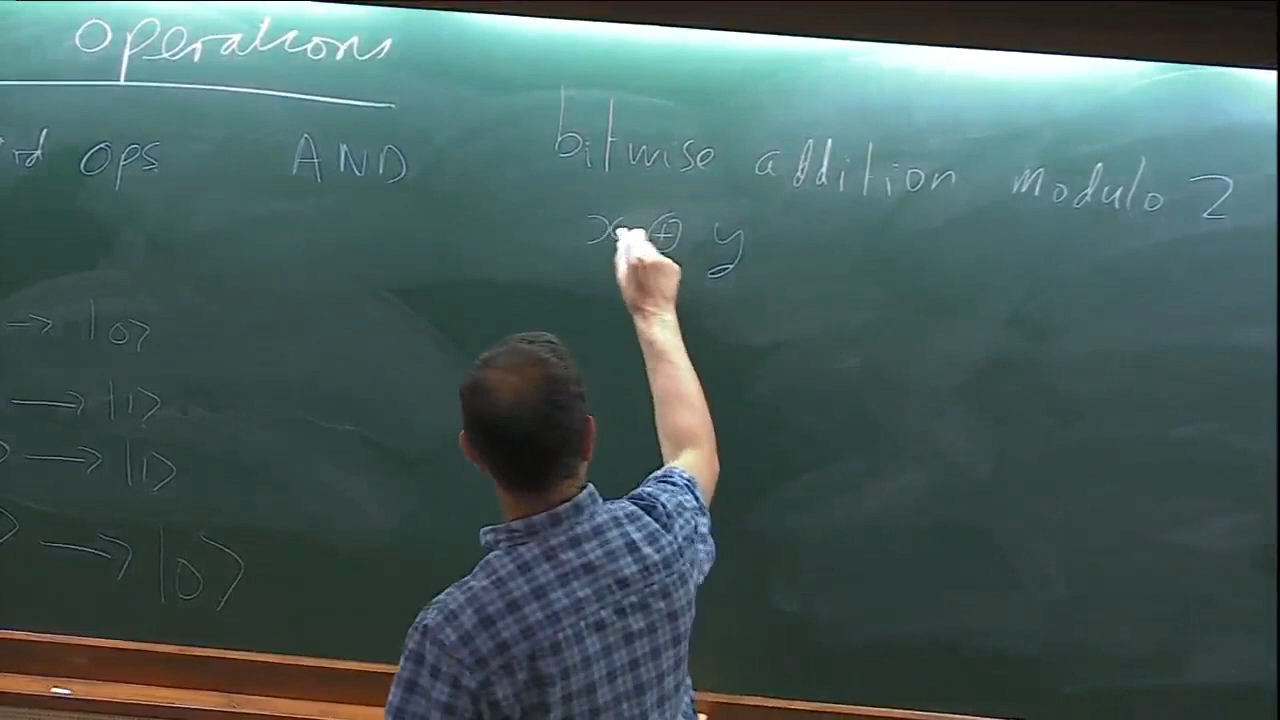 Operations
rd ops AND
bitwise addition modulo 2
x ⊕ y
→ |0⟩
→ |1⟩
⟩ → |1⟩
⟩ → |0⟩